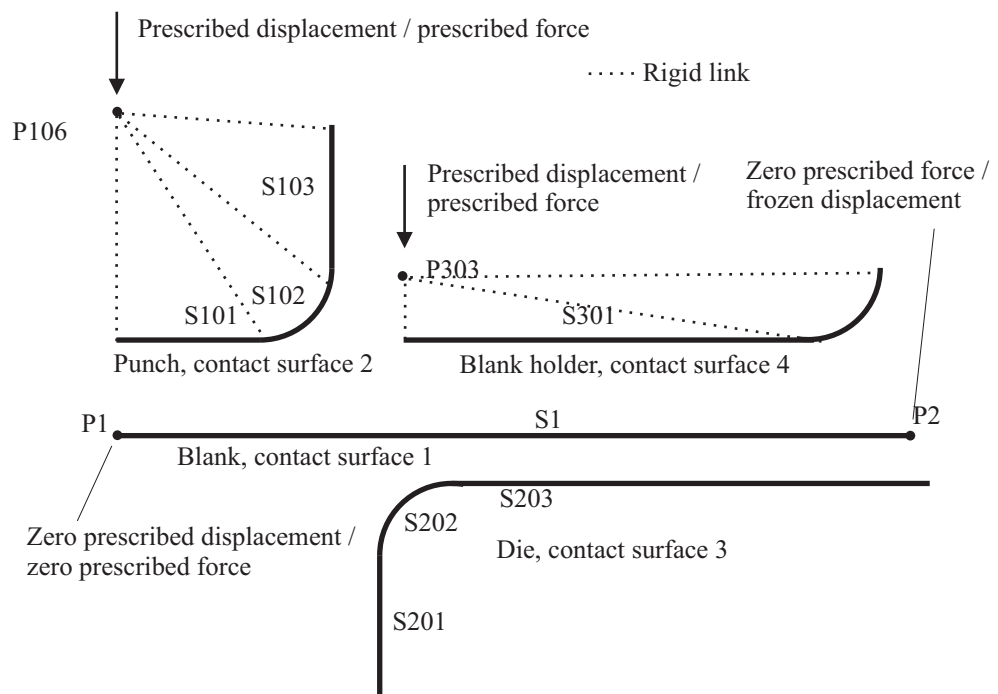 Prescribed displacement / prescribed force
Rigid link
P106
S103
Prescribed displacement /
prescribed force
Zero prescribed force /
frozen displacement
P303
S102
S101
S301
Punch, contact surface 2
Blank holder, contact surface 4
P1
S1
P2
Blank, contact surface 1
S203
S202
Zero prescribed displacement /
zero prescribed force
Die, contact surface 3
S201